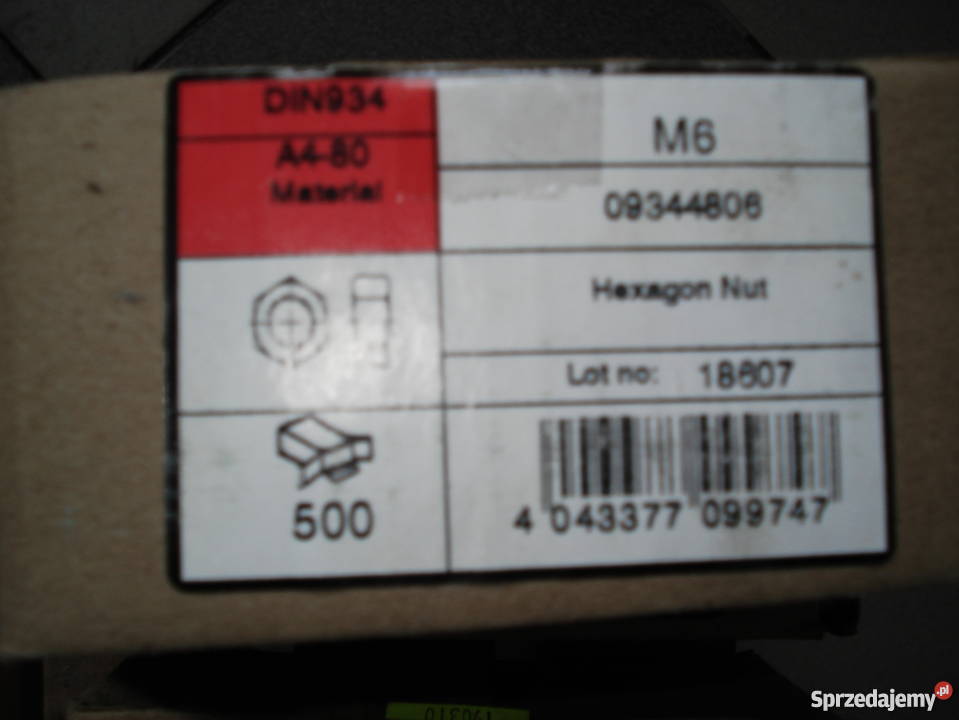 DIN934
A4-80
Material
M6
09344806
Hexagon Nut
Lot no: 18607
500
4 043377 099747
Sprzedajemy.pl